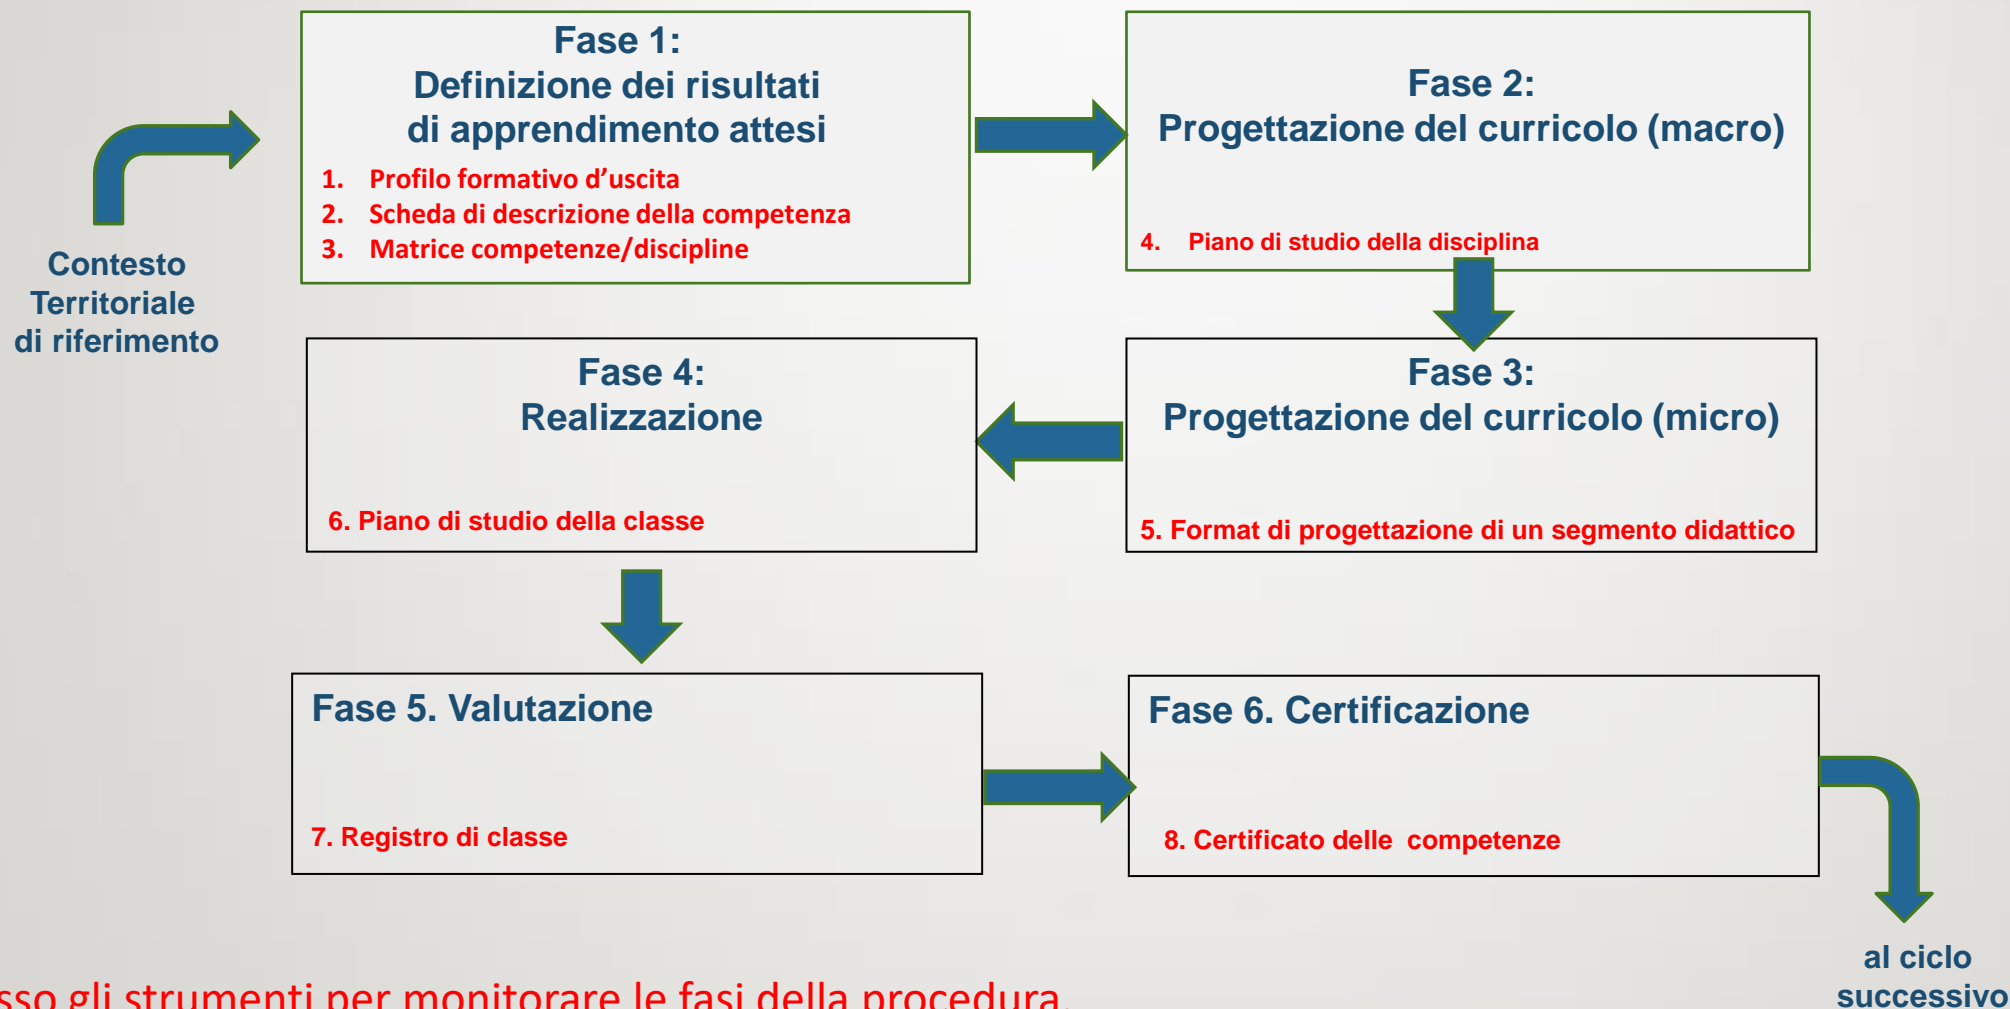 Fase 1:
Definizione dei risultati
di apprendimento attesi
1. Profilo formativo d’uscita
2. Scheda di descrizione della competenza
3. Matrice competenze/discipline
Fase 2:
Progettazione del curricolo (macro)
4. Piano di studio della disciplina
Contesto
Territoriale
di riferimento
Fase 4:
Realizzazione
6. Piano di studio della classe
Fase 3:
Progettazione del curricolo (micro)
5. Format di progettazione di un segmento didattico
Fase 5. Valutazione
7. Registro di classe
Fase 6. Certificazione
8. Certificato delle competenze
al ciclo
successivo
gli strumenti per monitorare le fasi della procedura.